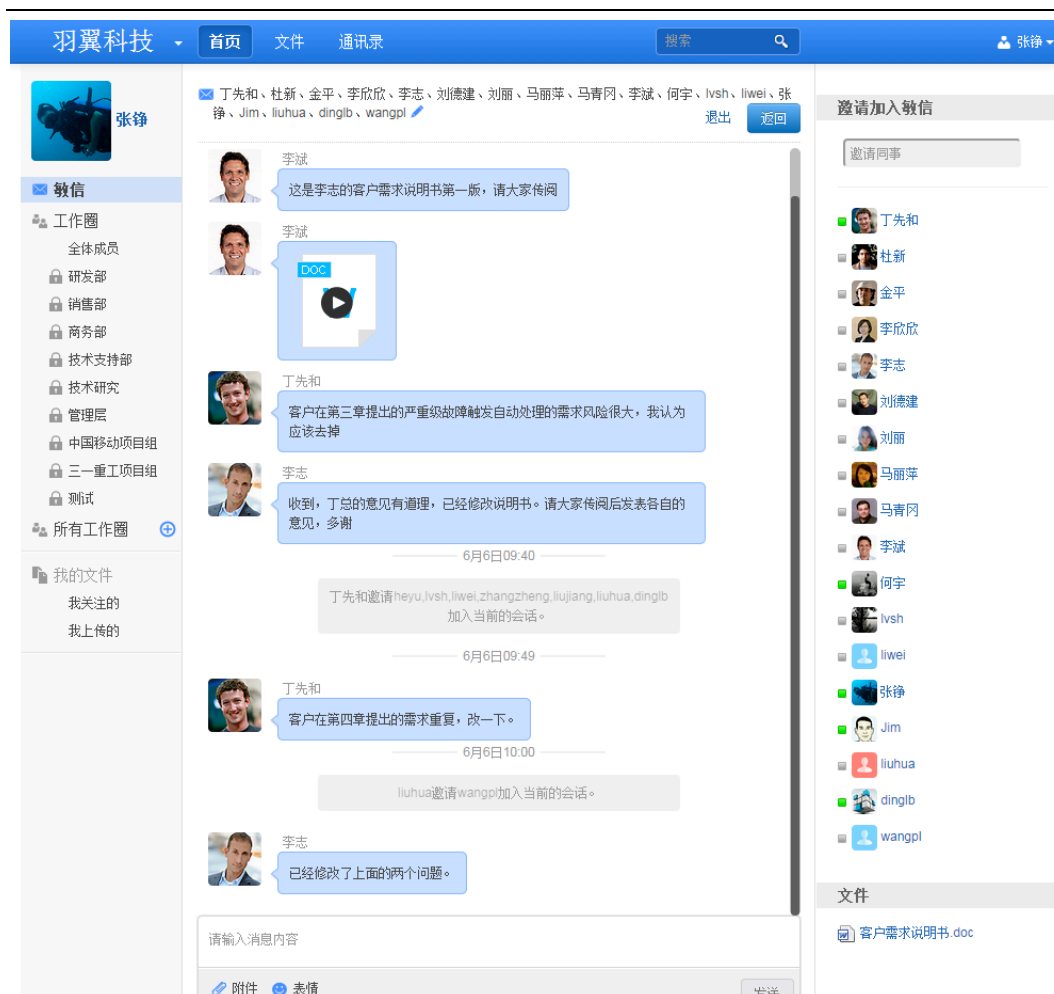 羽翼科技
首页
文件
通讯录
搜索
张铮
张铮
敏信
工作圈
全体成员
研发部
销售部
商务部
技术支持部
技术研究
管理层
中国移动项目组
三一重工项目组
测试
所有工作圈
我的文件
我关注的
我上传的
丁先和、杜新、金平、李欣欣、李志、刘德建、刘丽、马丽萍、马青冈、李斌、何宇、lvsh、liwei、张
铮、Jim、liuhua、dinglb、wangpl
退出
返回
李斌
这是李志的客户需求说明书第一版，请大家传阅
李斌
DOC
丁先和
客户在第三章提出的严重级故障触发自动处理的需求风险很大，我认为
应该去掉
李志
收到，丁总的意见有道理，已经修改说明书。请大家传阅后发表各自的
意见，多谢
6月6日09:40
丁先和邀请heyu,lvsh,liwei,zhangzheng,liujiang,liuhua,dinglb
加入当前的会话。
6月6日09:49
丁先和
客户在第四章提出的需求重复，改一下。
6月6日10:00
liuhua邀请wangpl加入当前的会话。
李志
已经修改了上面的两个问题。
请输入消息内容
附件
表情
发送
邀请加入敏信
邀请同事
丁先和
杜新
金平
李欣欣
李志
刘德建
刘丽
马丽萍
马青冈
李斌
何宇
lvsh
liwei
张铮
Jim
liuhua
dinglb
wangpl
文件
客户需求说明书.doc